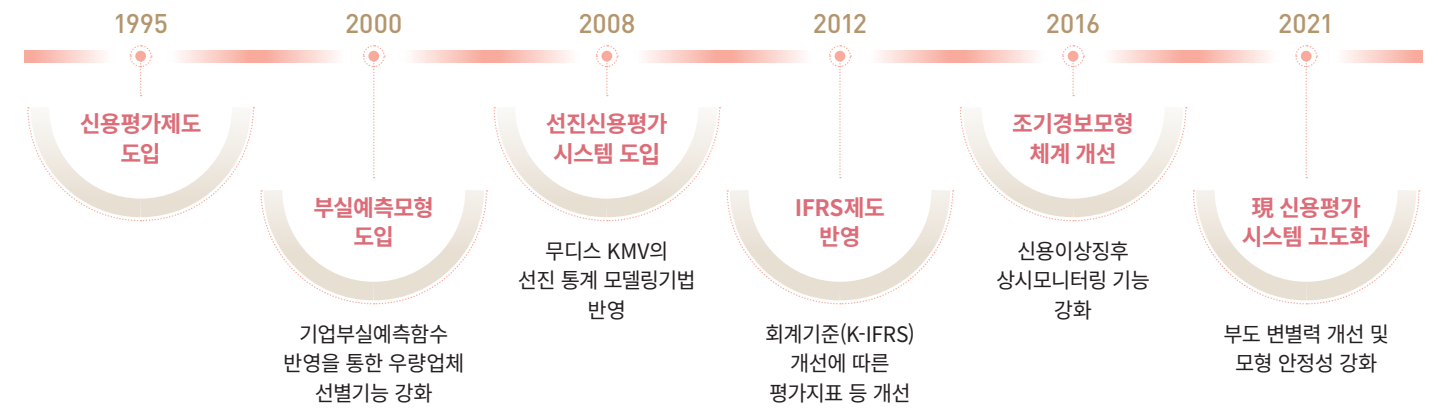 1995
신용평가제도
도입
2000
부실예측모형
도입
기업부실예측함수
반영을 통한 우량업체
선별기능 강화
2008
선진신용평가
시스템 도입
무디스 KMV의
선진 통계 모델링기법
반영
2012
IFRS제도
반영
회계기준(K-IFRS)
개선에 따른
평가지표 등 개선
2016
조기경보모형
체계 개선
신용이상징후
상시모니터링 기능
강화
2021
現 신용평가
시스템 고도화
부도 변별력 개선 및
모형 안정성 강화